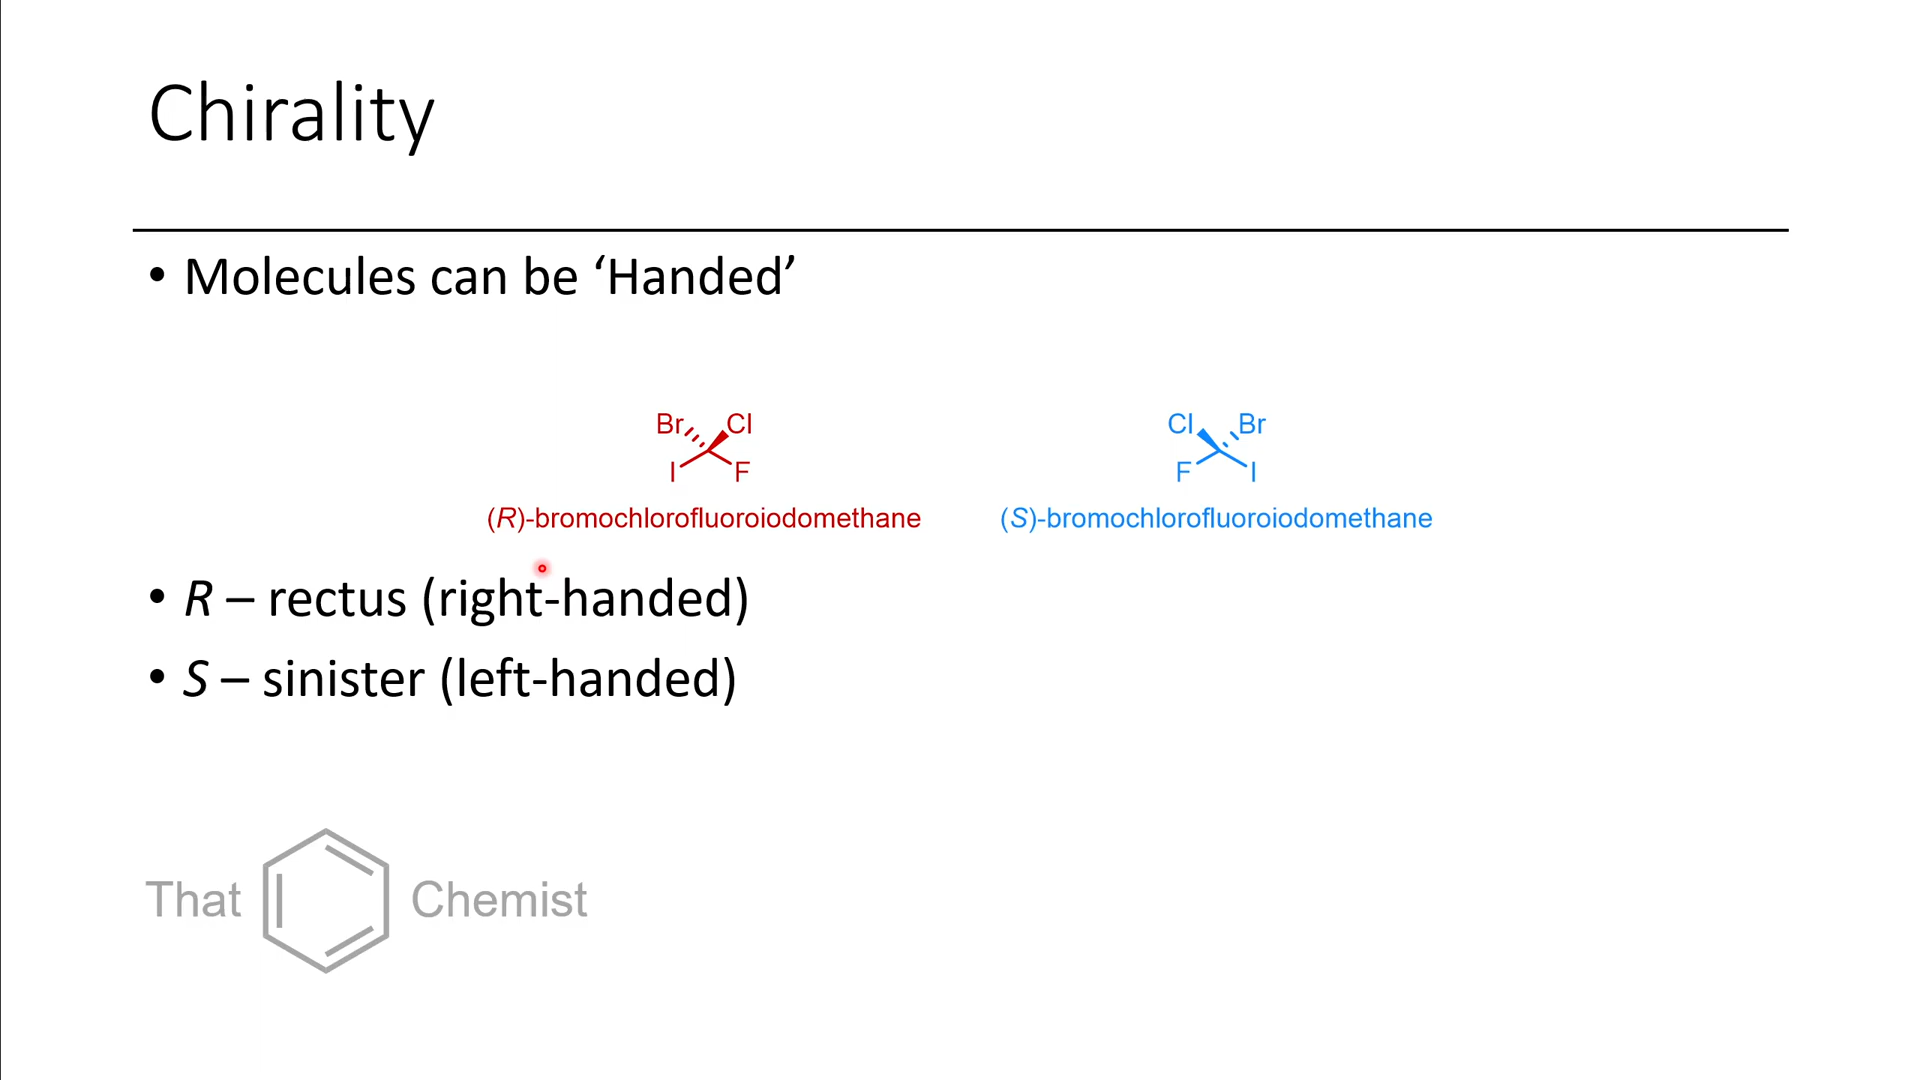 Chirality
• Molecules can be ‘Handed’
Br Cl Cl Br
I F F I
(R)-bromochlorofluoroiodomethane (S)-bromochlorofluoroiodomethane
• R – rectus (right-handed)
• S – sinister (left-handed)
That Chemist